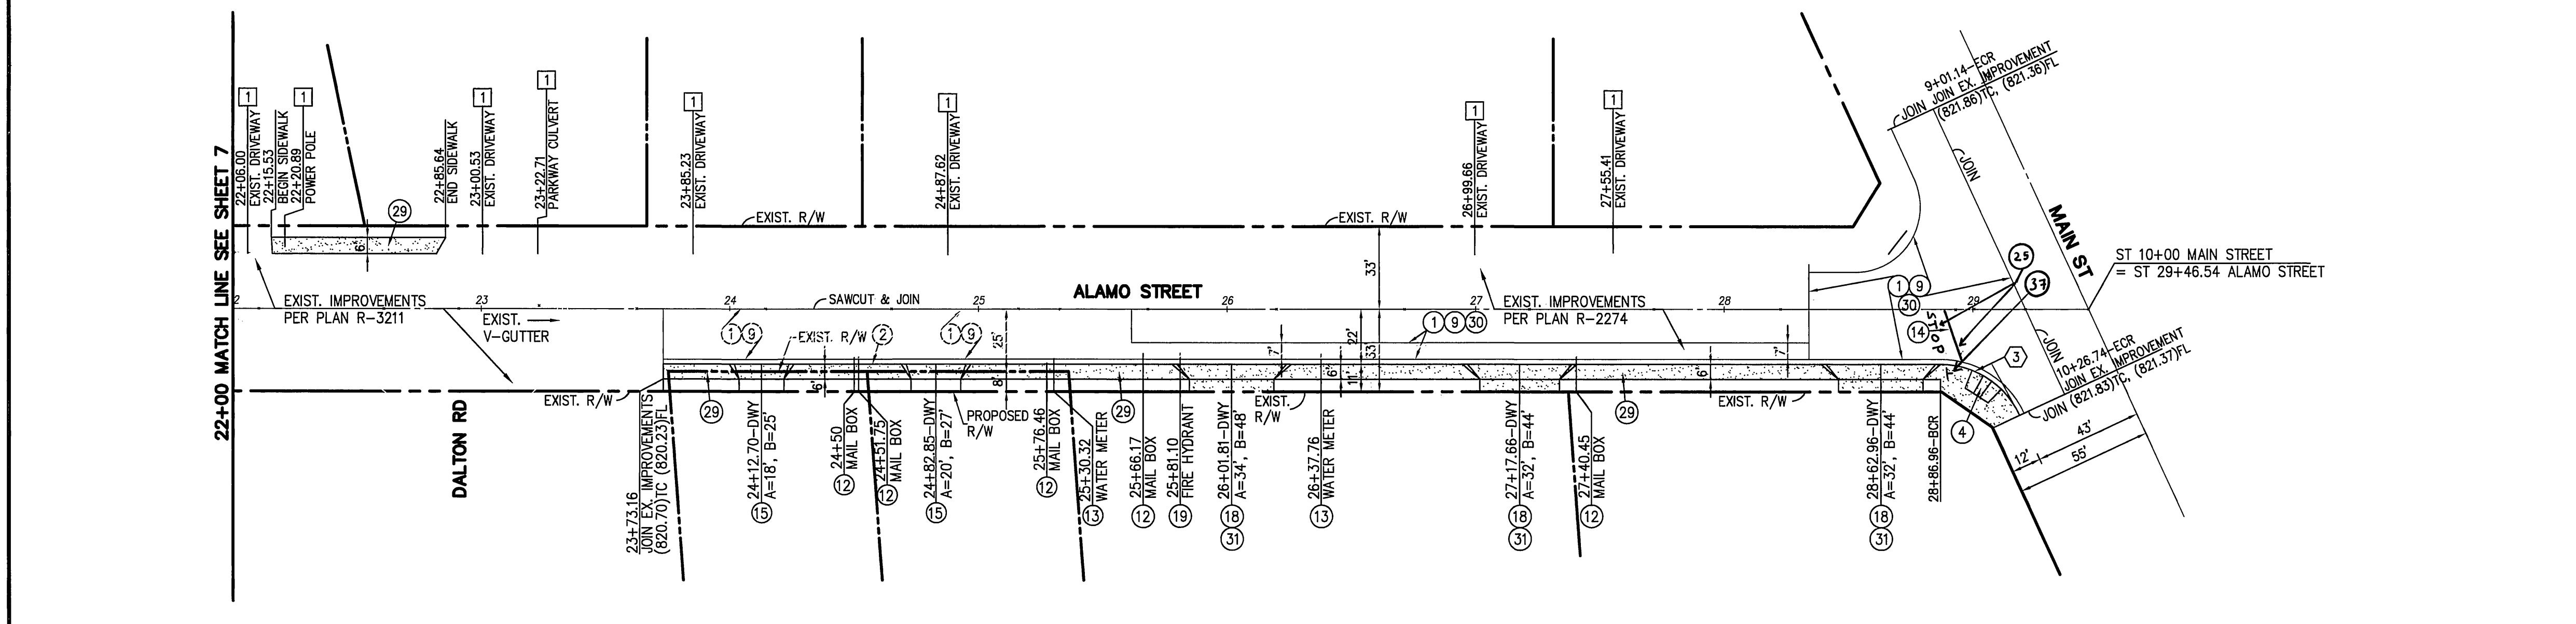 22+00 MATCH LINE SEE SHEET 7
1
22+06.00
EXIST. DRIVEWAY
22+15.53
BEGIN SIDEWALK
1
22+20.89
POWER POLE
29
6'
22+85.64
END SIDEWALK
1
23+00.53
EXIST. DRIVEWAY
1
23+22.71
PARKWAY CULVERT
1
23+85.23
EXIST. DRIVEWAY
EXIST. R/W
1
24+87.62
EXIST. DRIVEWAY
EXIST. R/W
1
26+99.66
EXIST. DRIVEWAY
1
27+55.41
EXIST. DRIVEWAY
9+01.14-ECR
JOIN JOIN EX. IMPROVEMENT
(821.86)TC, (821.36)FL
JOIN
MAIN ST
ST 10+00 MAIN STREET
= ST 29+46.54 ALAMO STREET
33'
2
23
24
25
26
27
28
29
EXIST. IMPROVEMENTS
PER PLAN R-3211
EXIST.
V-GUTTER
SAWCUT & JOIN
ALAMO STREET
EXIST. IMPROVEMENTS
PER PLAN R-2274
1 9
EXIST. R/W
2
1 9
25'
1 9 30
7'
22'
33'
7'
1 9
30
25
37
14
STOP
3
JOIN
10+26.74-ECR
JOIN EX. IMPROVEMENT
JOIN (821.83)TC, (821.37)FL
6'
8'
6'
11'
6'
EXIST. R/W
29
PROPOSED
R/W
29
EXIST.
R/W
29
EXIST. R/W
4
43'
12'
55'
DALTON RD
23+73.16
JOIN EX. IMPROVEMENTS
(820.70)TC (820.23)FL
24+12.70-DWY
A=18', B=25'
15
24+50
MAIL BOX
12
24+51.75
MAIL BOX
12
24+82.85-DWY
A=20', B=27'
15
25+76.46
MAIL BOX
12
25+30.32
WATER METER
13
25+66.17
MAIL BOX
12
25+81.10
FIRE HYDRANT
19
26+01.81-DWY
A=34', B=48'
18
31
26+37.76
WATER METER
13
27+17.66-DWY
A=32', B=44'
18
31
27+40.45
MAIL BOX
12
28+62.96-DWY
A=32', B=44'
18
31
28+86.96-BCR